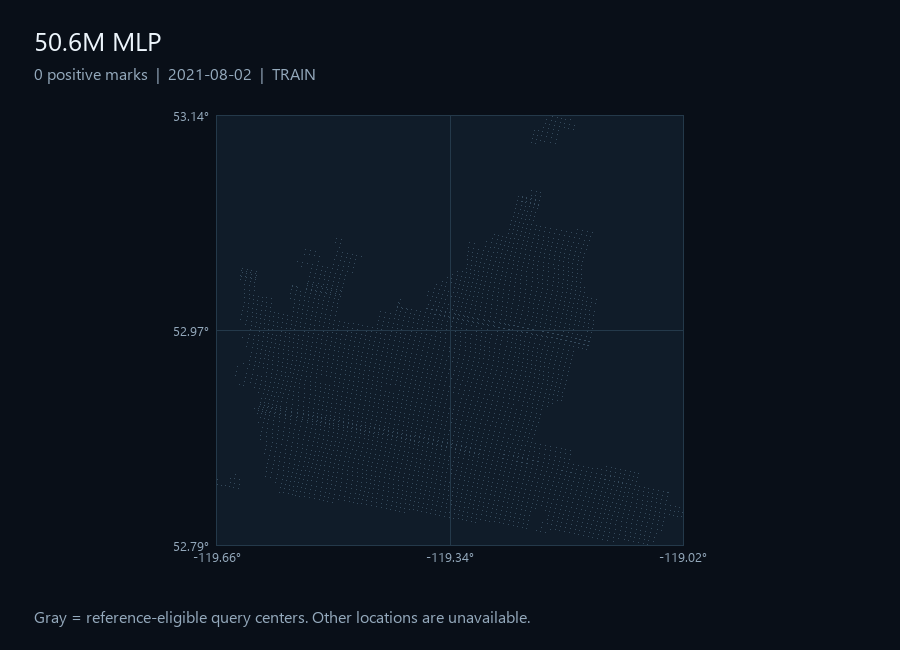 50.6M MLP
0 positive marks | 2021-08-02 | TRAIN
53.14°
52.97°
52.79°
-119.66°
-119.34°
-119.02°
Gray = reference-eligible query centers. Other locations are unavailable.